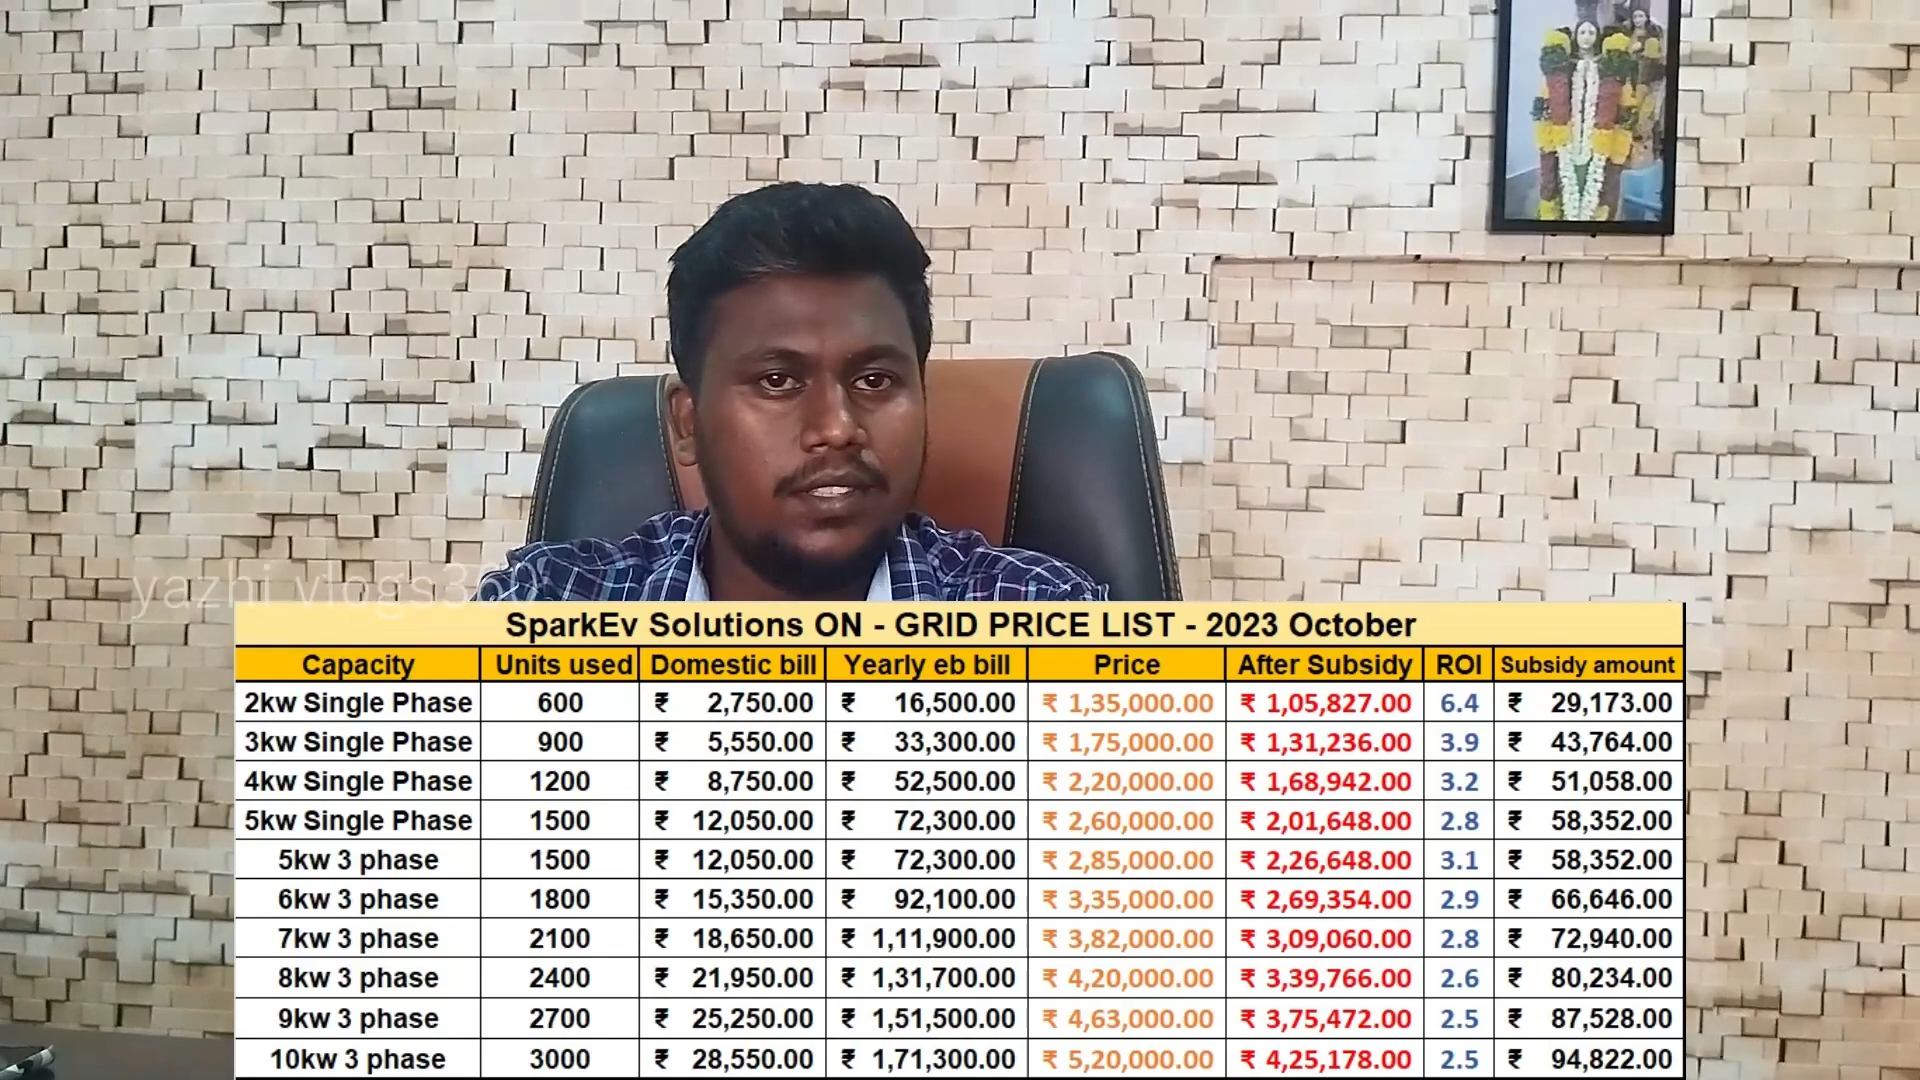 yazhi vlogs360
SparkEv Solutions ON - GRID PRICE LIST - 2023 October
Capacity Units used Domestic bill Yearly eb bill Price After Subsidy ROI Subsidy amount
2kw Single Phase 600 ₹ 2,750.00 ₹ 16,500.00 ₹ 1,35,000.00 ₹ 1,05,827.00 6.4 ₹ 29,173.00
3kw Single Phase 900 ₹ 5,550.00 ₹ 33,300.00 ₹ 1,75,000.00 ₹ 1,31,236.00 3.9 ₹ 43,764.00
4kw Single Phase 1200 ₹ 8,750.00 ₹ 52,500.00 ₹ 2,20,000.00 ₹ 1,68,942.00 3.2 ₹ 51,058.00
5kw Single Phase 1500 ₹ 12,050.00 ₹ 72,300.00 ₹ 2,60,000.00 ₹ 2,01,648.00 2.8 ₹ 58,352.00
5kw 3 phase 1500 ₹ 12,050.00 ₹ 72,300.00 ₹ 2,85,000.00 ₹ 2,26,648.00 3.1 ₹ 58,352.00
6kw 3 phase 1800 ₹ 15,350.00 ₹ 92,100.00 ₹ 3,35,000.00 ₹ 2,69,354.00 2.9 ₹ 66,646.00
7kw 3 phase 2100 ₹ 18,650.00 ₹ 1,11,900.00 ₹ 3,82,000.00 ₹ 3,09,060.00 2.8 ₹ 72,940.00
8kw 3 phase 2400 ₹ 21,950.00 ₹ 1,31,700.00 ₹ 4,20,000.00 ₹ 3,39,766.00 2.6 ₹ 80,234.00
9kw 3 phase 2700 ₹ 25,250.00 ₹ 1,51,500.00 ₹ 4,63,000.00 ₹ 3,75,472.00 2.5 ₹ 87,528.00
10kw 3 phase 3000 ₹ 28,550.00 ₹ 1,71,300.00 ₹ 5,20,000.00 ₹ 4,25,178.00 2.5 ₹ 94,822.00